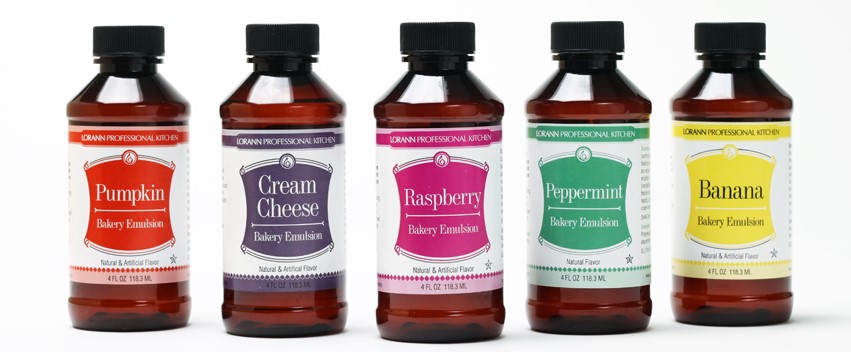 LORANN PROFESSIONAL KITCHEN
Pumpkin
Bakery Emulsion
Natural & Artificial Flavor
4 FL OZ 118.3 ML
LORANN PROFESSIONAL KITCHEN
Cream
Cheese
Bakery Emulsion
Natural & Artifical Flavor
4 FL OZ 118.3 ML
LORANN PROFESSIONAL KITCHEN
Raspberry
Bakery Emulsion
Natural & Artificial Flavor
4 FL OZ 118.3 ML
LORANN PROFESSIONAL KITCHEN
Peppermint
Bakery Emulsion
Natural Flavor
4 FL OZ 118.3 ML
LORANN PROFESSIONAL KITCHEN
Banana
Bakery Emulsion
Natural & Artificial Flavor
4 FL OZ 118.3 ML